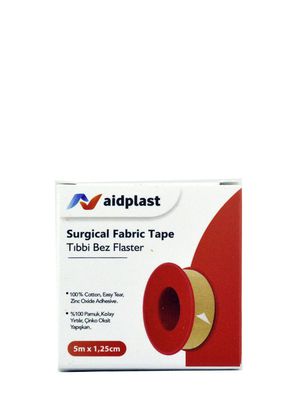 aidplast
Surgical Fabric Tape
Tıbbi Bez Flaster
• 100% Cotton, Easy Tear,
Zinc Oxide Adhesive.
• %100 Pamuk, Kolay
Yırtılır, Çinko Oksit
Yapışkan.
5m x 1,25cm